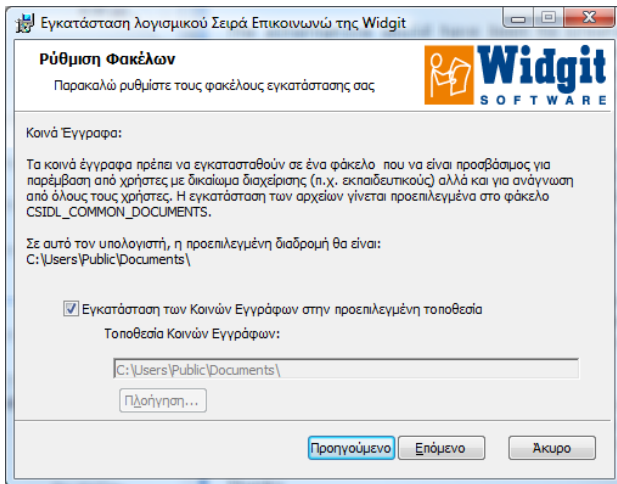 Εγκατάσταση λογισμικού Σειρά Επικοινωνώ της Widgit
Ρύθμιση Φακέλων
Παρακαλώ ρυθμίστε τους φακέλους εγκατάστασης σας
Widgit
SOFTWARE
Κοινά Έγγραφα:
Τα κοινά έγγραφα πρέπει να εγκατασταθούν σε ένα φάκελο που να είναι προσβάσιμος για
παρέμβαση από χρήστες με δικαίωμα διαχείρισης (π.χ. εκπαιδευτικούς) αλλά και για ανάγνωση
από όλους τους χρήστες. Η εγκατάσταση των αρχείων γίνεται προεπιλεγμένα στο φάκελο
CSIDL_COMMON_DOCUMENTS.
Σε αυτό τον υπολογιστή, η προεπιλεγμένη διαδρομή θα είναι:
C:\Users\Public\Documents\
Εγκατάσταση των Κοινών Εγγράφων στην προεπιλεγμένη τοποθεσία
Τοποθεσία Κοινών Εγγράφων:
C:\Users\Public\Documents\
Πλοήγηση...
Προηγούμενο Επόμενο Άκυρο